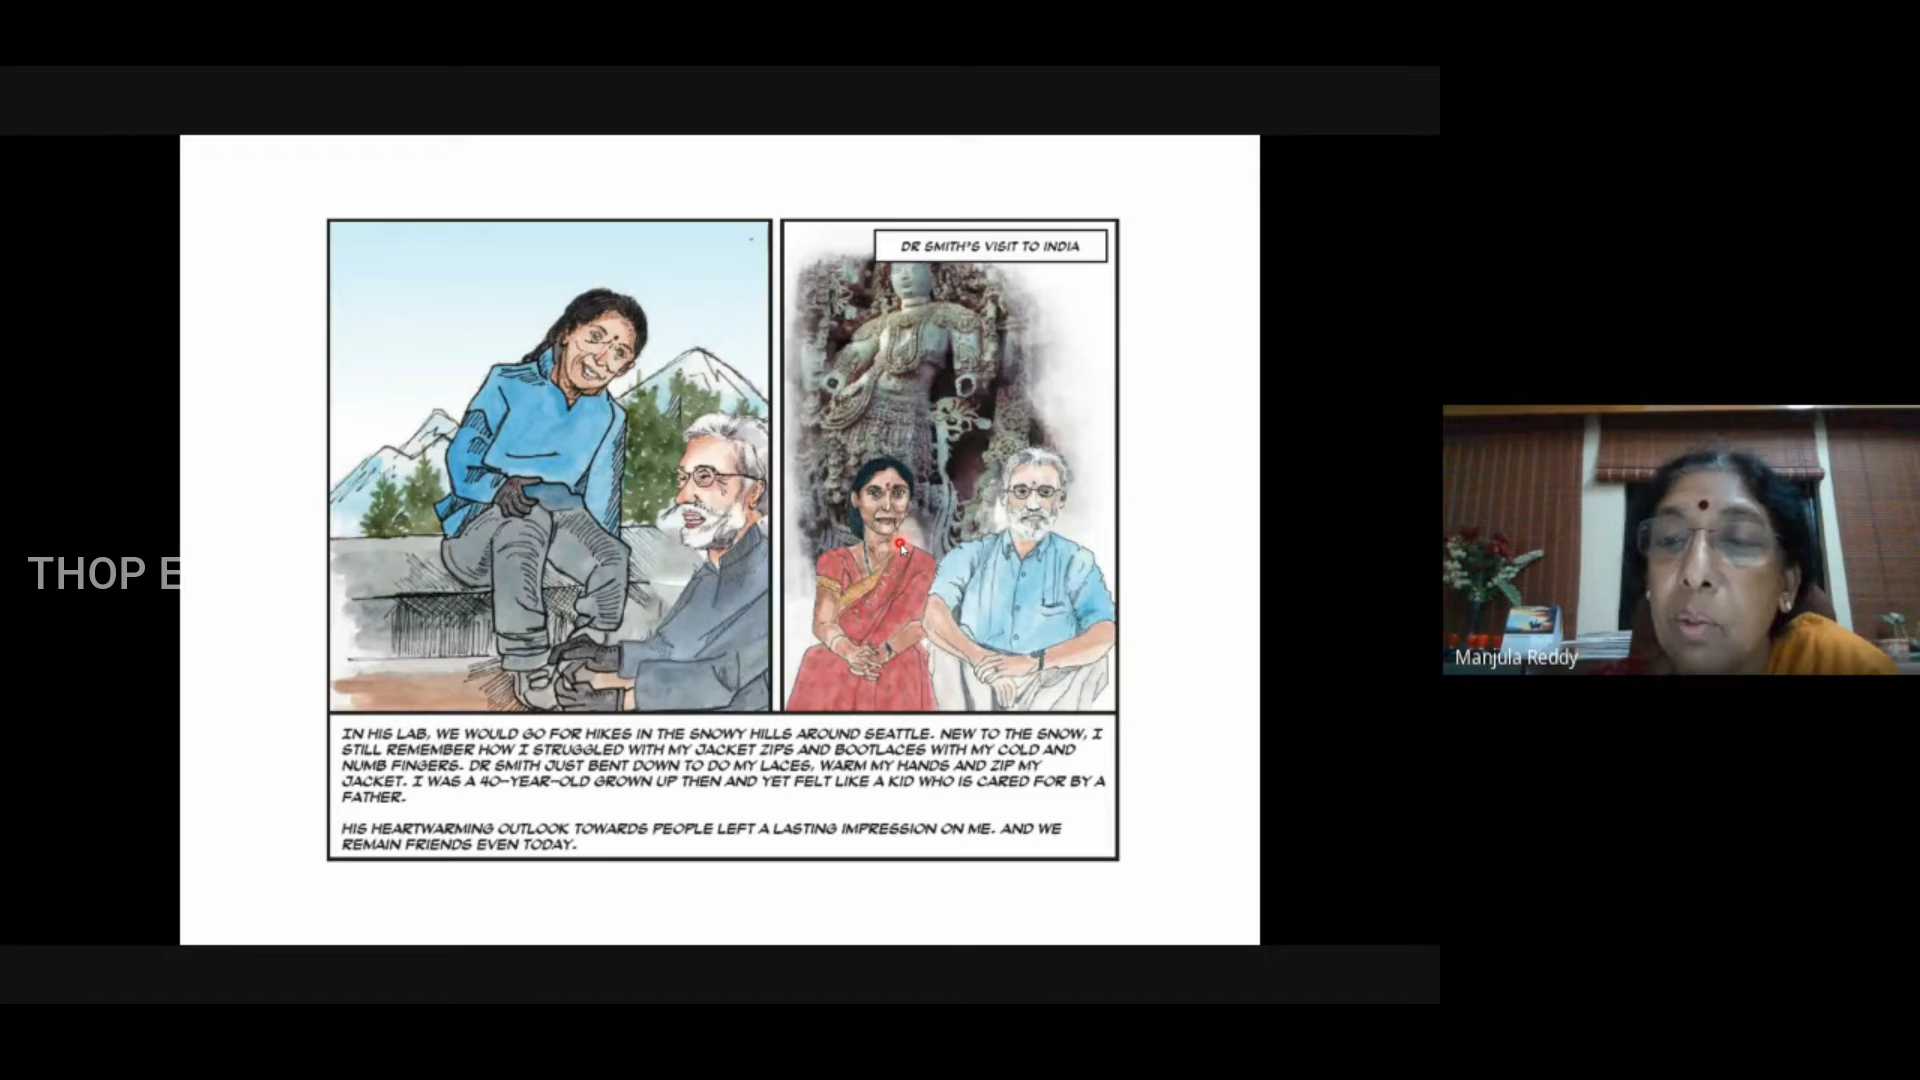 DR SMITH'S VISIT TO INDIA
THOP E
IN HIS LAB, WE WOULD GO FOR HIKES IN THE SNOWY HILLS AROUND SEATTLE. NEW TO THE SNOW, I
STILL REMEMBER HOW I STRUGGLED WITH MY JACKET ZIPS AND BOOTLACES WITH MY COLD AND
NUMB FINGERS. DR SMITH JUST BENT DOWN TO DO MY LACES, WARM MY HANDS AND ZIP MY
JACKET. I WAS A 40-YEAR-OLD GROWN UP THEN AND YET FELT LIKE A KID WHO IS CARED FOR BY A
FATHER.
HIS HEARTWARMING OUTLOOK TOWARDS PEOPLE LEFT A LASTING IMPRESSION ON ME. AND WE
REMAIN FRIENDS EVEN TODAY.
Manjula Reddy